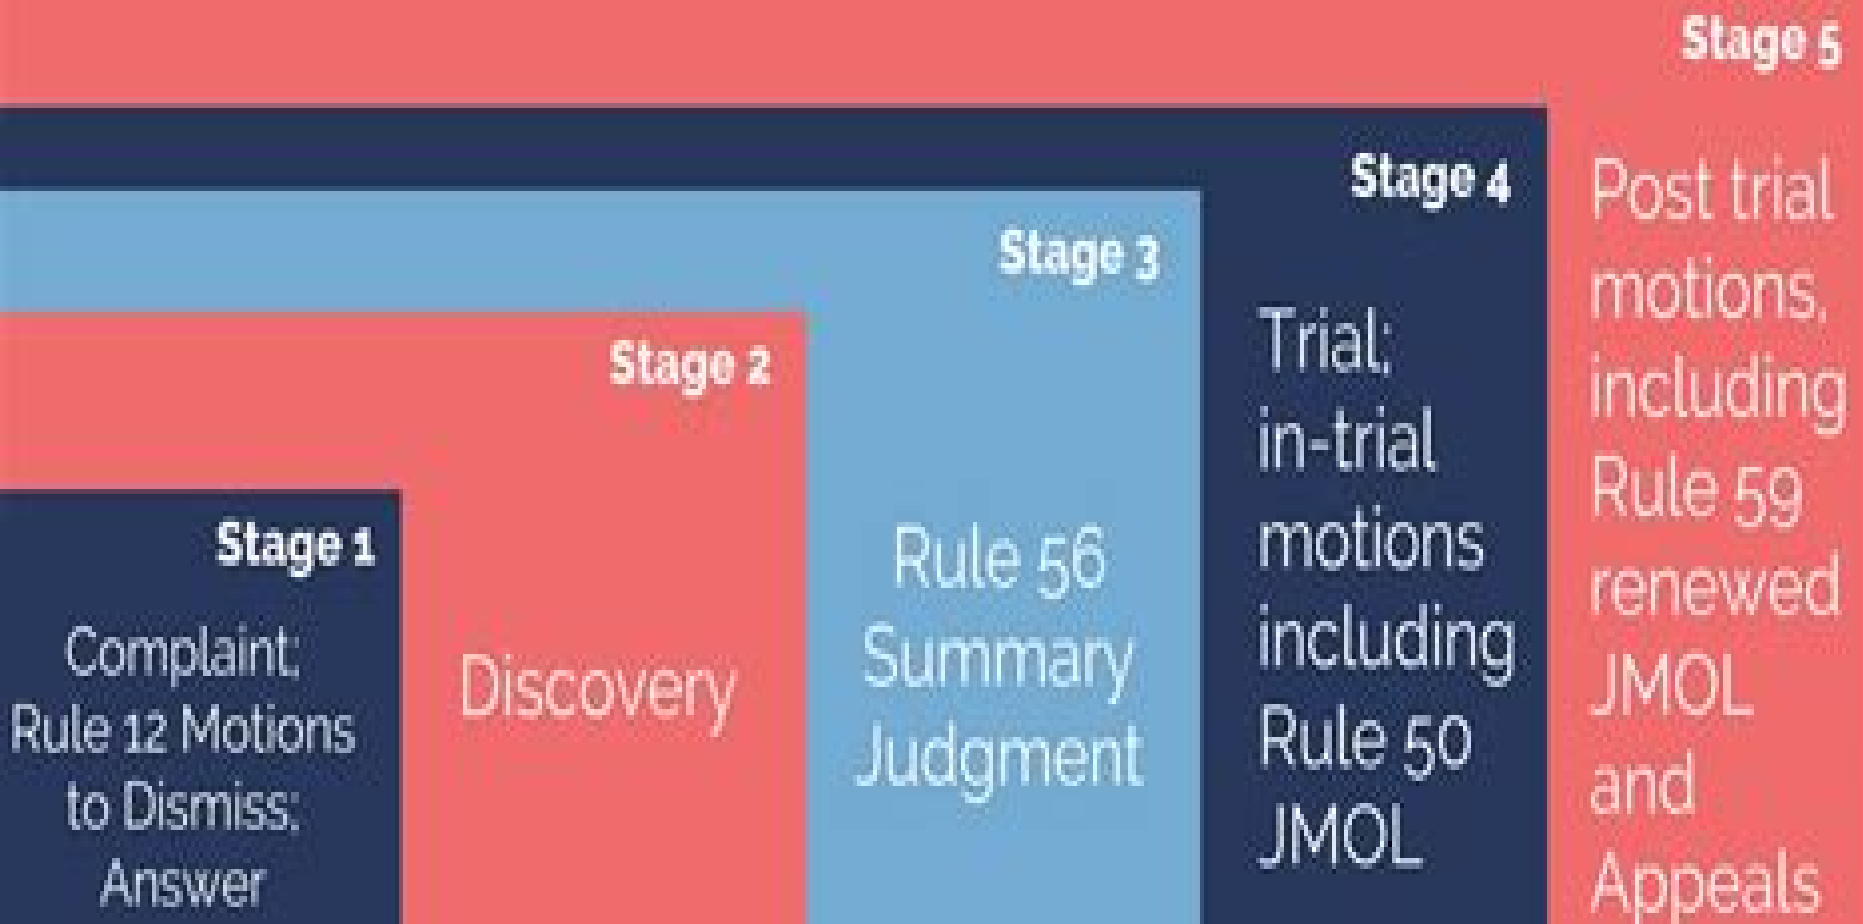 Stage 1
Complaint;
Rule 12 Motions
to Dismiss;
Answer
Stage 2
Discovery
Stage 3
Rule 56
Summary
Judgment
Stage 4
Trial;
in-trial
motions
including
Rule 50
JMOL
Stage 5
Post trial
motions,
including
Rule 59
renewed
JMOL
and
Appeals